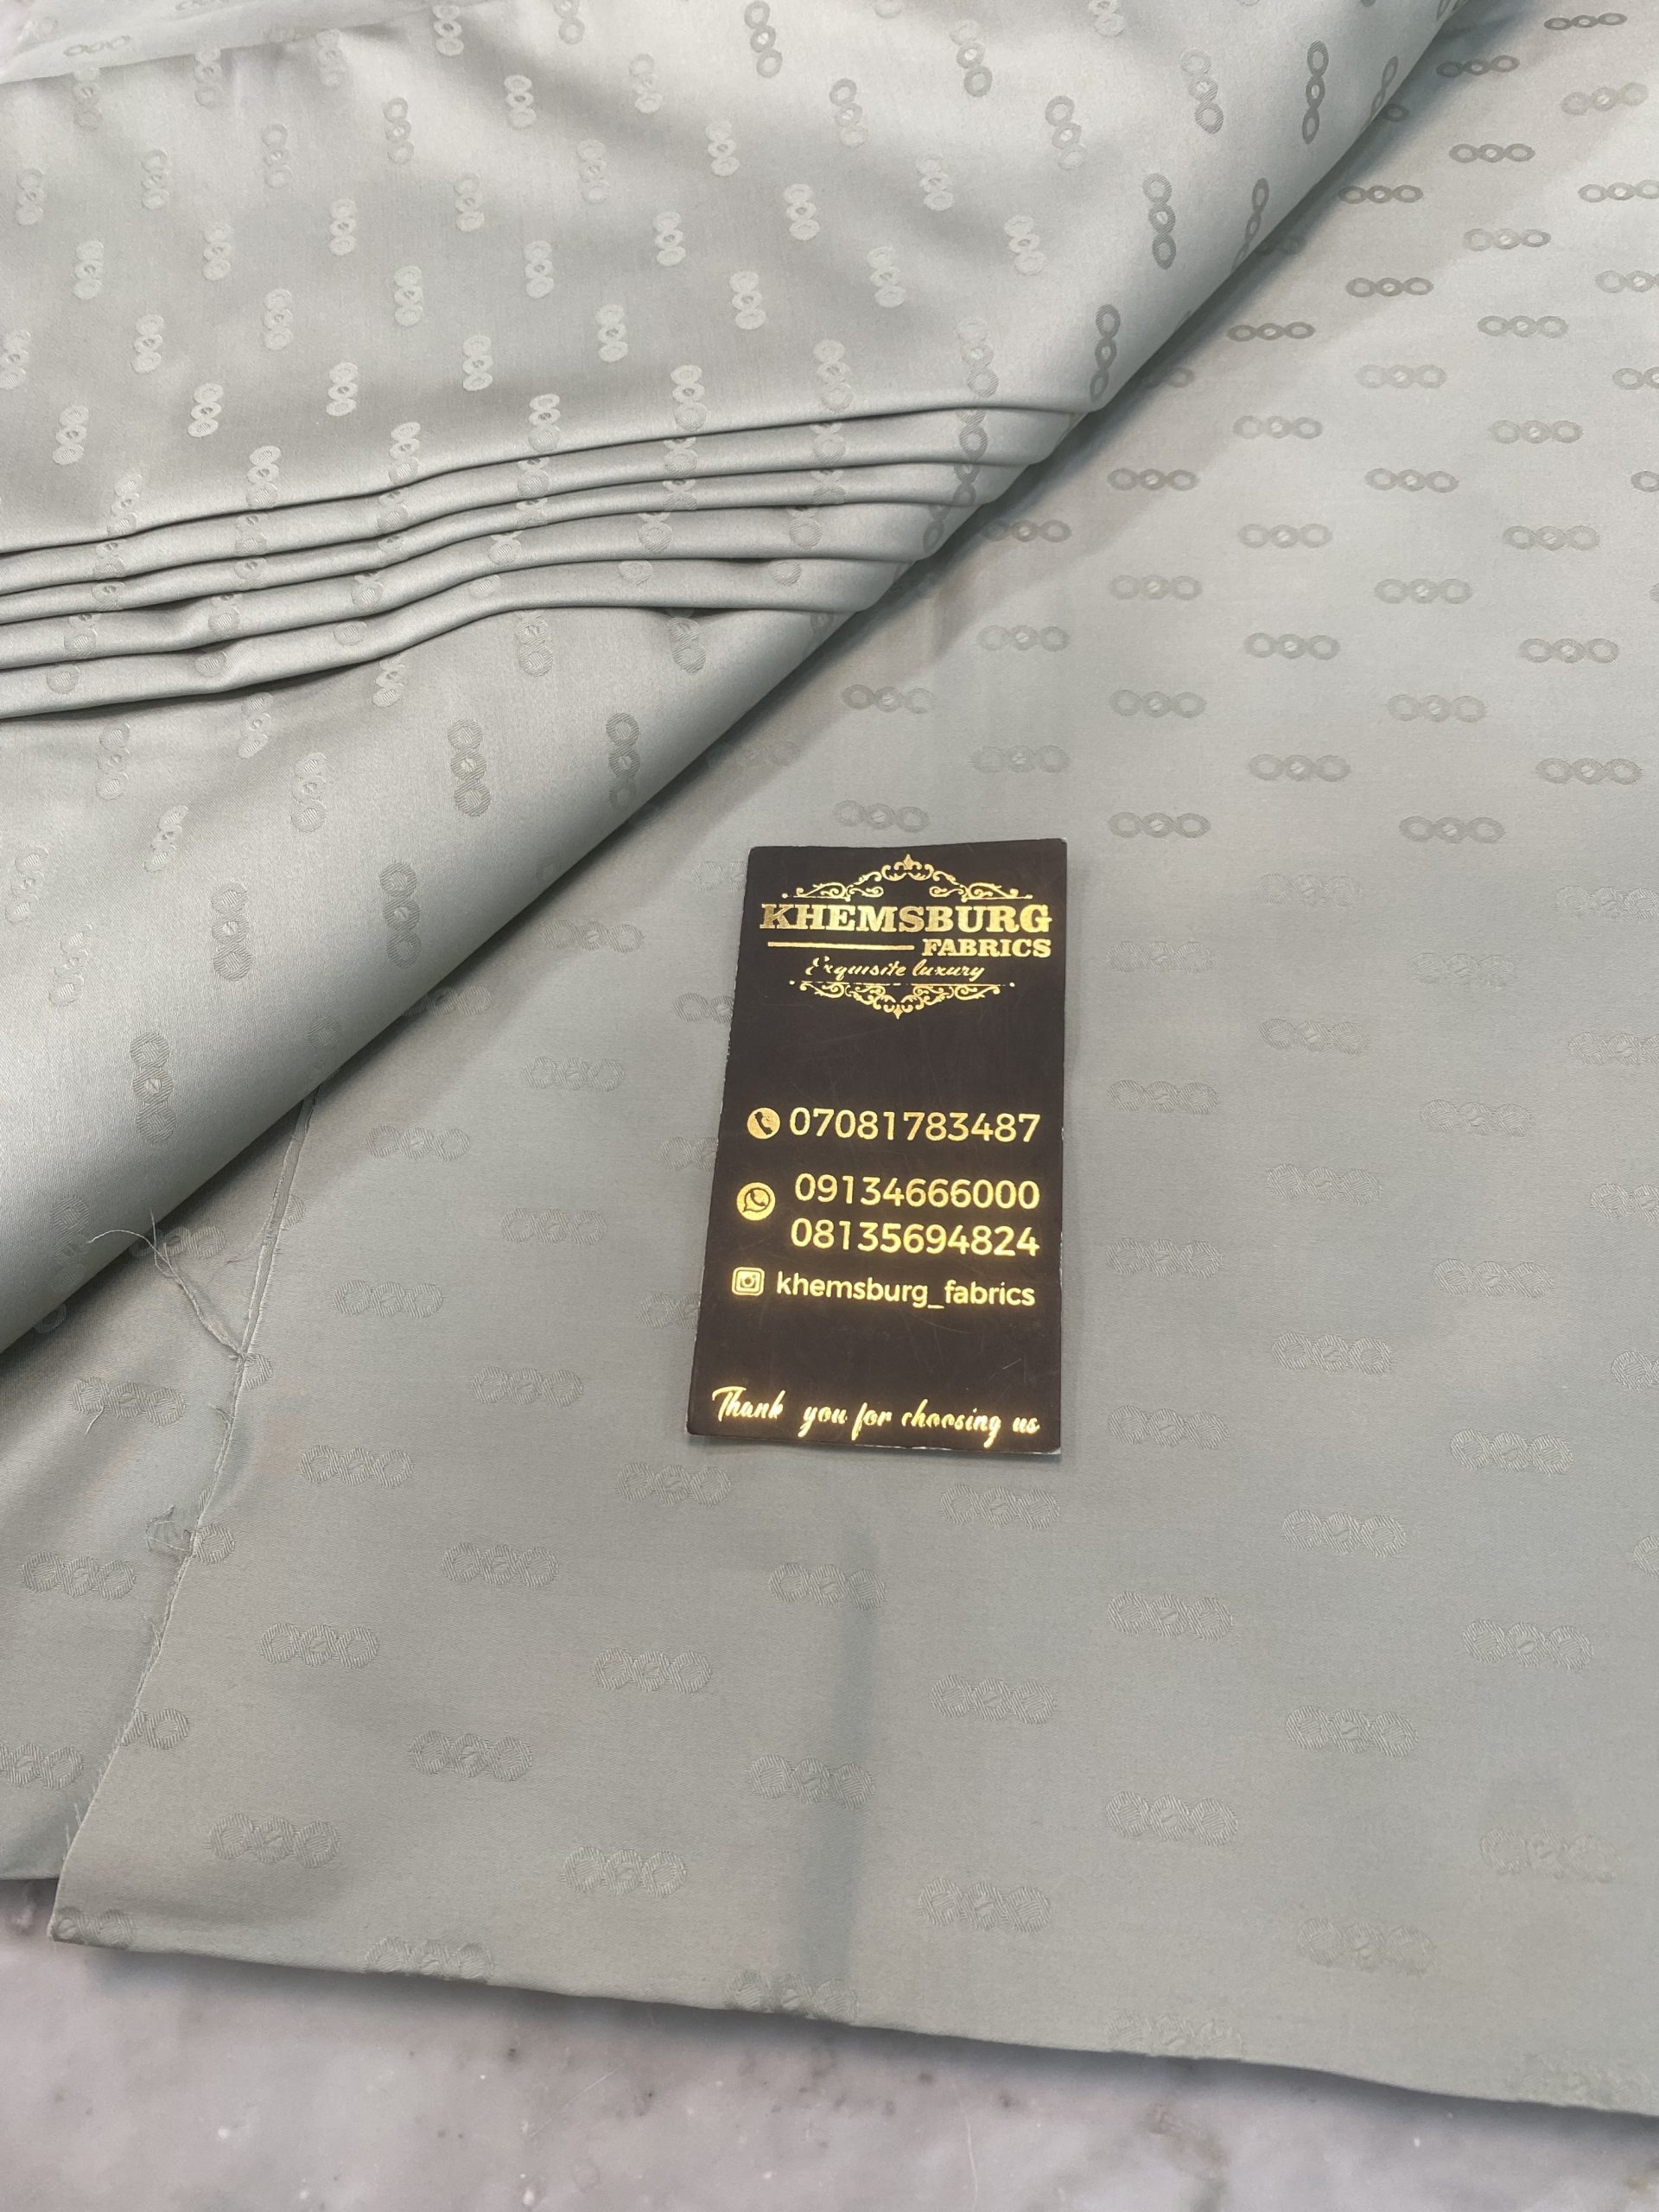 KHEMSBURG
FABRICS
Exquisite luxury
07081783487
09134666000
08135694824
khemsburg_fabrics
Thank you for choosing us